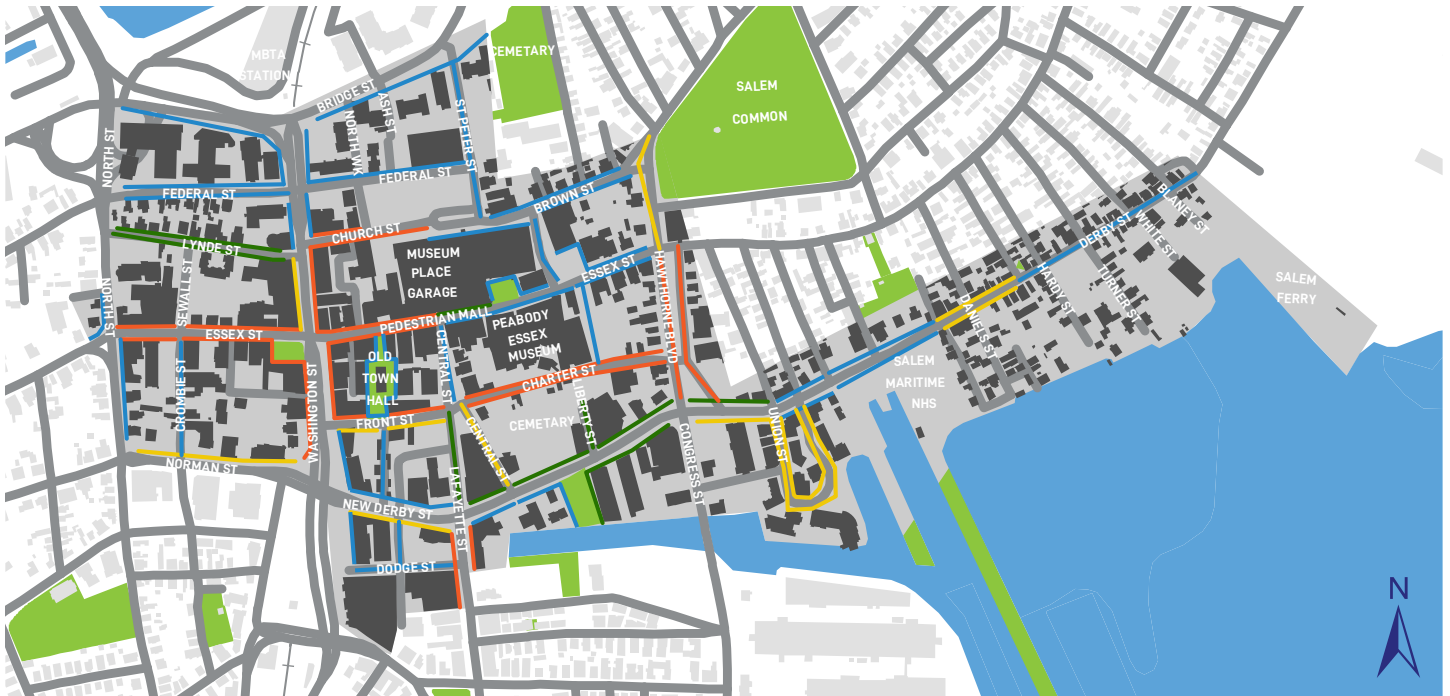 MBTA
STATION
CEMETARY
SALEM
COMMON
BRIDGE ST
ASH ST
NORTH WK
ST PETER ST
NORTH ST
FEDERAL ST
FEDERAL ST
BROWN ST
LYNDE ST
CHURCH ST
MUSEUM
PLACE
GARAGE
ESSEX ST
HAWTHORNE BLVD
SEWALL ST
NORTH ST
ESSEX ST
PEDESTRIAN MALL
PEABODY
ESSEX
MUSEUM
CENTRAL ST
OLD
TOWN
HALL
CROMBIE ST
WASHINGTON ST
FRONT ST
CHARTER ST
LIBERTY ST
CEMETARY
CENTRAL ST
NORMAN ST
LAFAYETTE ST
NEW DERBY ST
DODGE ST
CONGRESS ST
UNION ST
SALEM
MARITIME
NHS
DANIELS ST
HARDY ST
TURNER ST
WHITE ST
BLANEY ST
DERBY ST
SALEM
FERRY
N